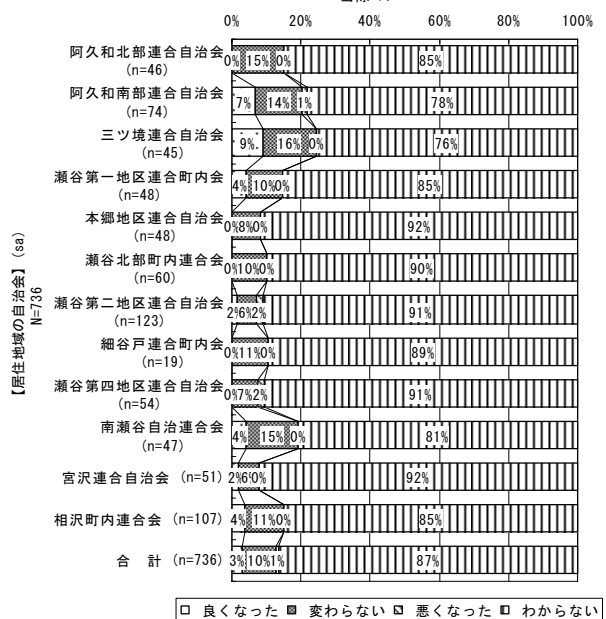 0% 20% 40% 60% 80% 100%
【居住地域の自治会】(sa)
N=736
阿久和北部連合自治会
(n=46)
0% 15% 0% 85%
阿久和南部連合自治会
(n=74)
7% 14% 1% 78%
三ツ境連合自治会
(n=45)
9% 16% 0% 76%
瀬谷第一地区連合町内会
(n=48)
4% 10% 0% 85%
本郷地区連合自治会
(n=48)
0% 8% 0% 92%
瀬谷北部町内連合会
(n=60)
0% 10% 0% 90%
瀬谷第二地区連合自治会
(n=123)
2% 6% 2% 91%
細谷戸連合町内会
(n=19)
0% 11% 0% 89%
瀬谷第四地区連合自治会
(n=54)
0% 7% 2% 91%
南瀬谷自治連合会
(n=47)
4% 15% 0% 81%
宮沢連合自治会 (n=51)
2% 6% 0% 92%
相沢町内連合会 (n=107)
4% 11% 0% 85%
合 計 (n=736)
3% 10% 1% 87%
良くなった 変わらない 悪くなった わからない